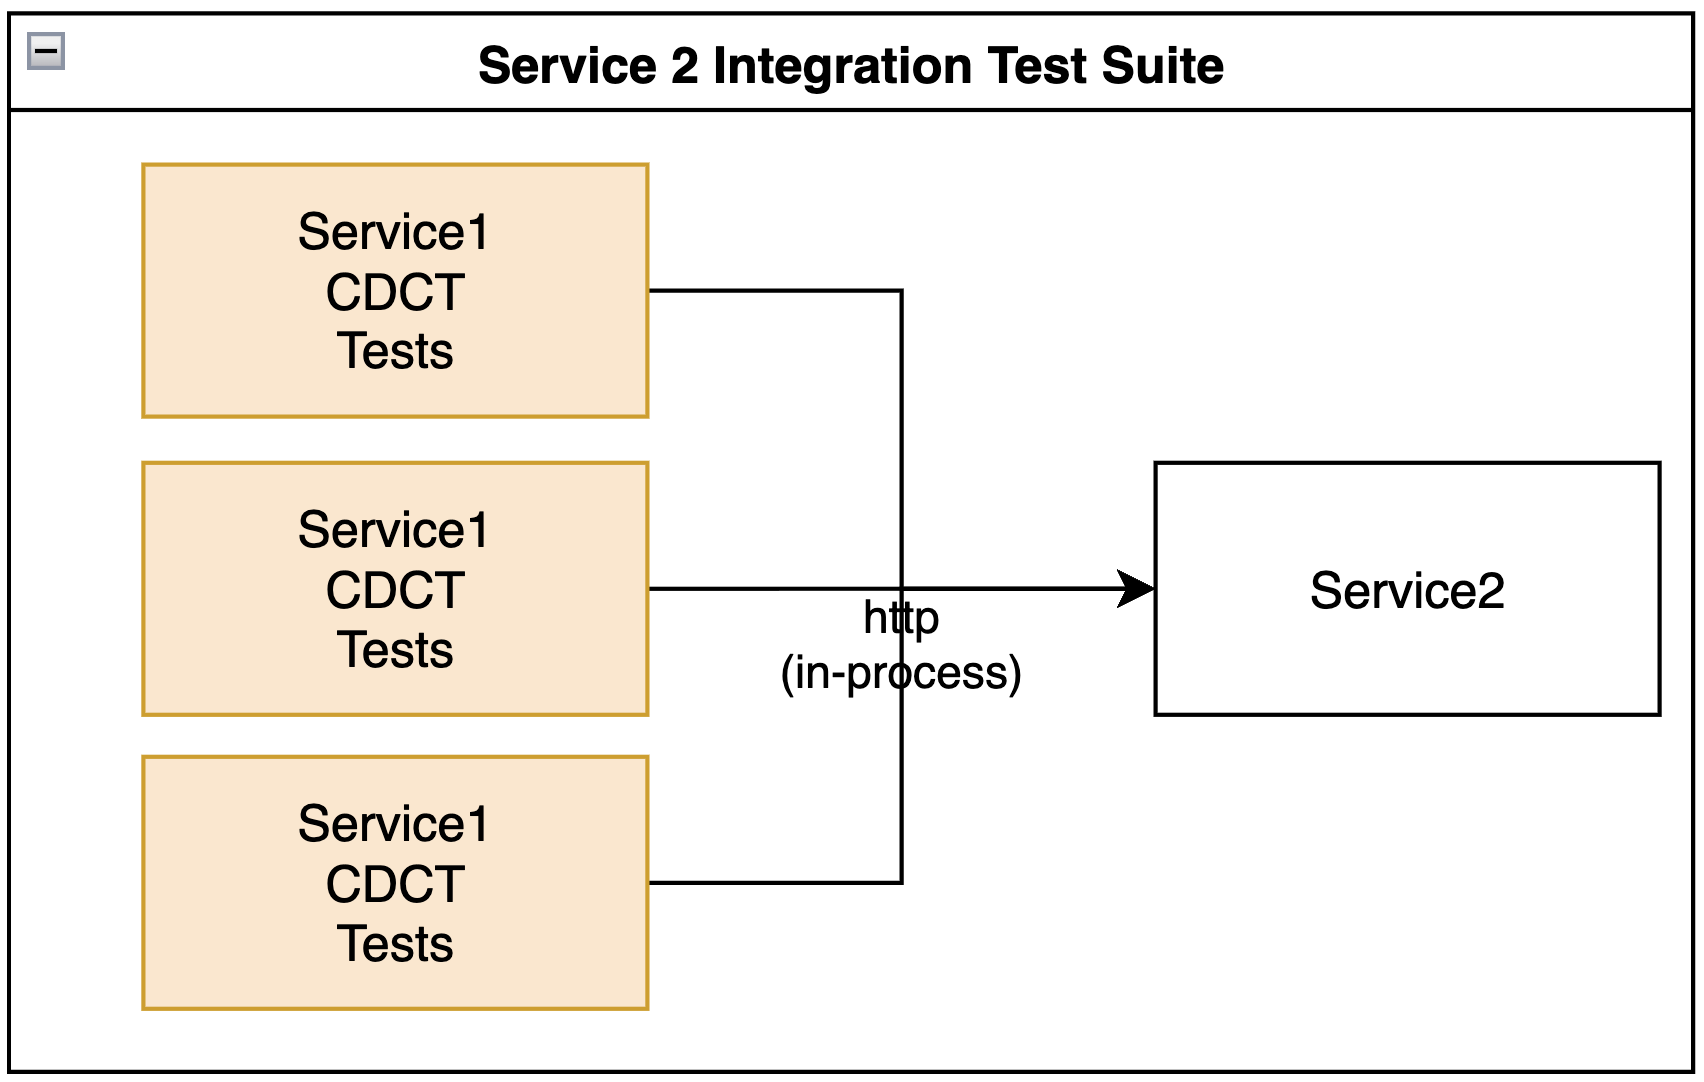 Service 2 Integration Test Suite
Service1
CDCT
Tests
Service1
CDCT
Tests
http
(in-process)
Service2
Service1
CDCT
Tests